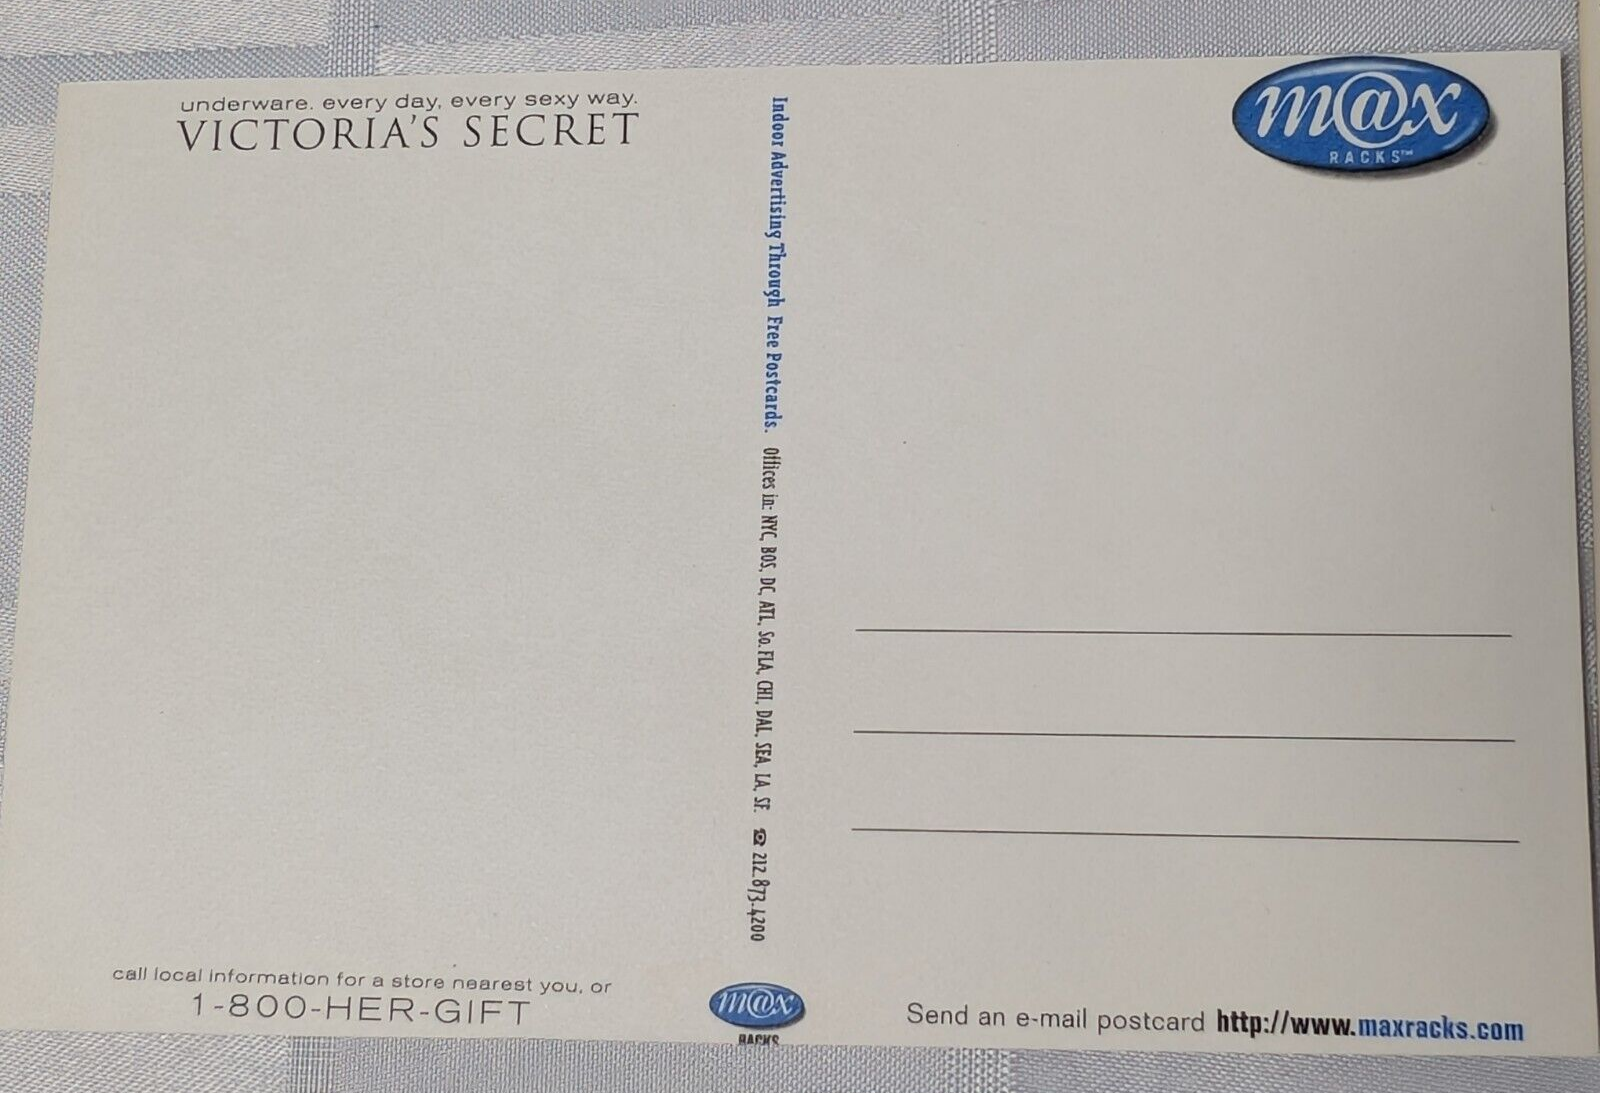 underware. every day, every sexy way.
VICTORIA'S SECRET
call local information for a store nearest you, or
1-800-HER-GIFT
Indoor Advertising Through Free Postcards. Offices in: NYC, BOS, DC, ATL, So. FLA, CHI, DAL, SEA, LA, SF. ☎ 212.873.4200
m@x
RACKS
m@x
RACKS™
Send an e-mail postcard http://www.maxracks.com